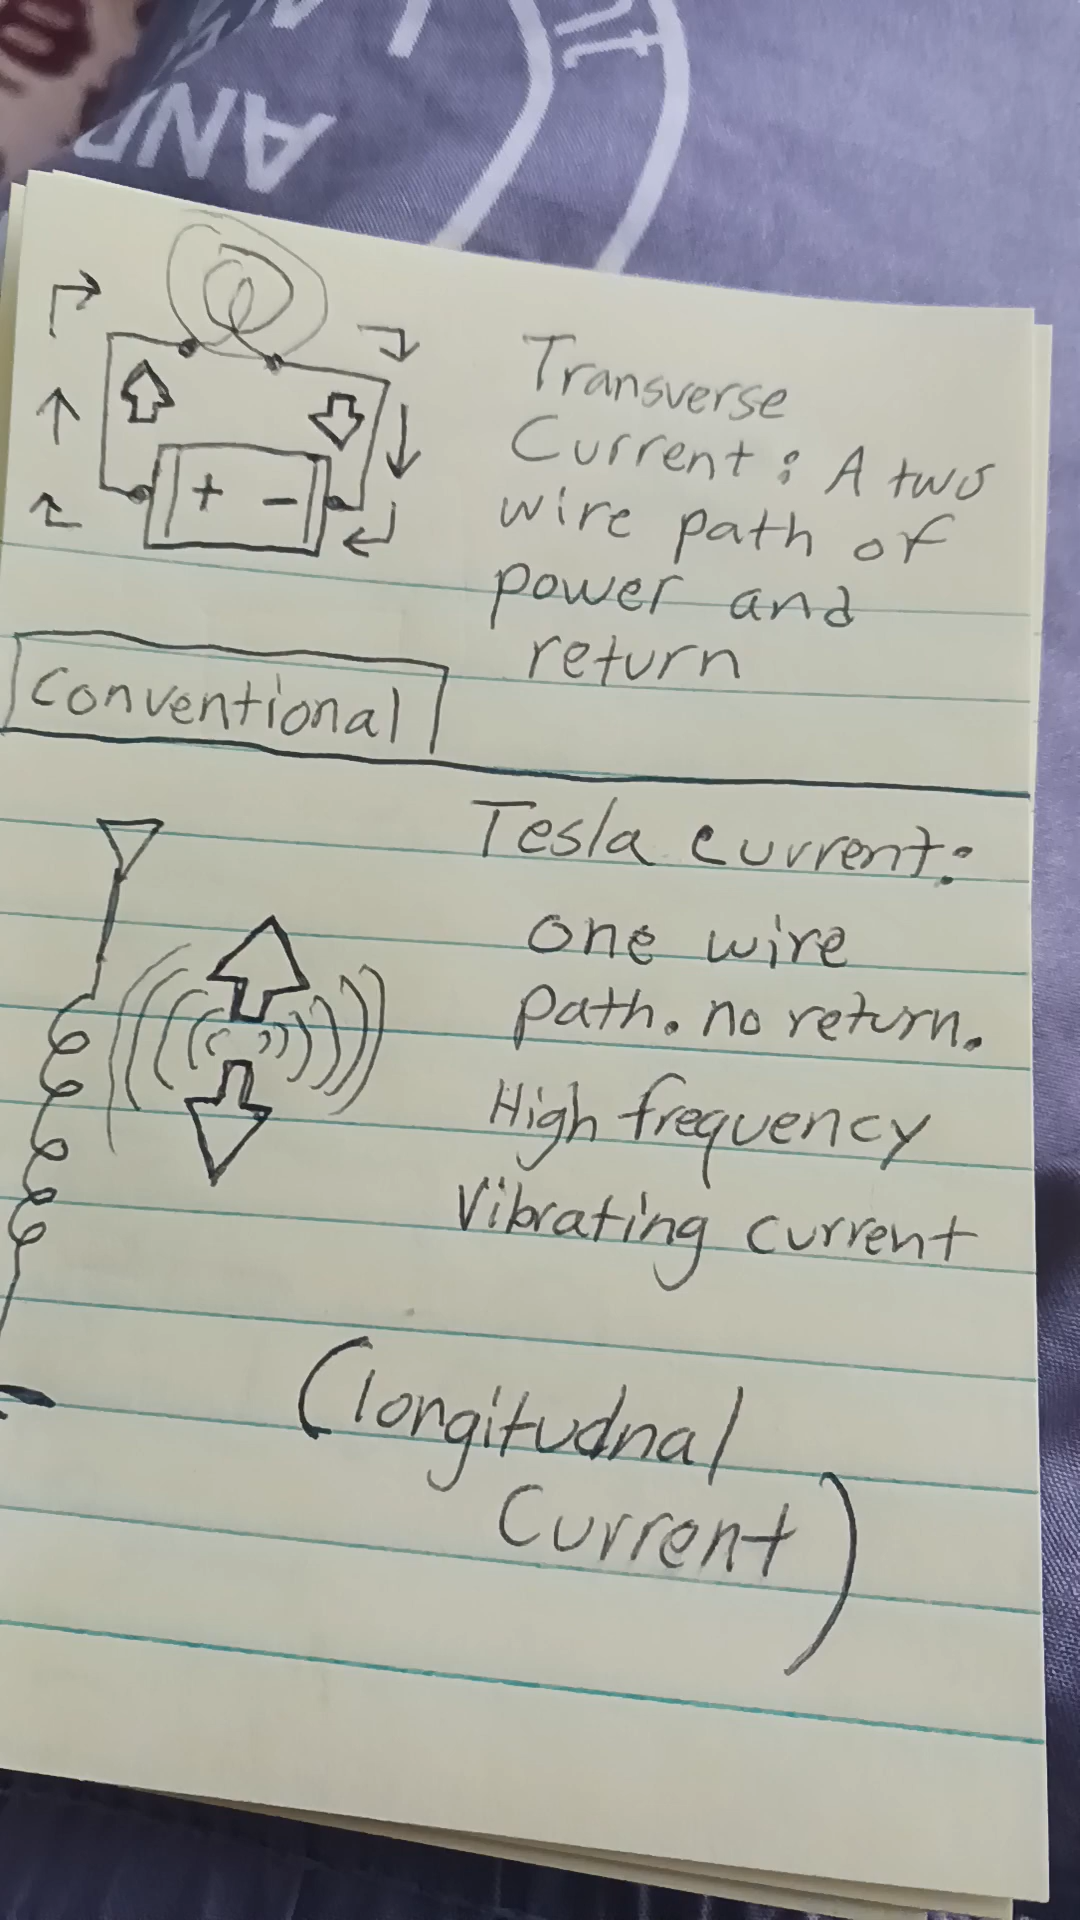 AND
+ -
Transverse
Current: A two
wire path of
power and
return
Conventional
Tesla current:
one wire
path. no return.
High frequency
Vibrating current
(longitudnal
Current)